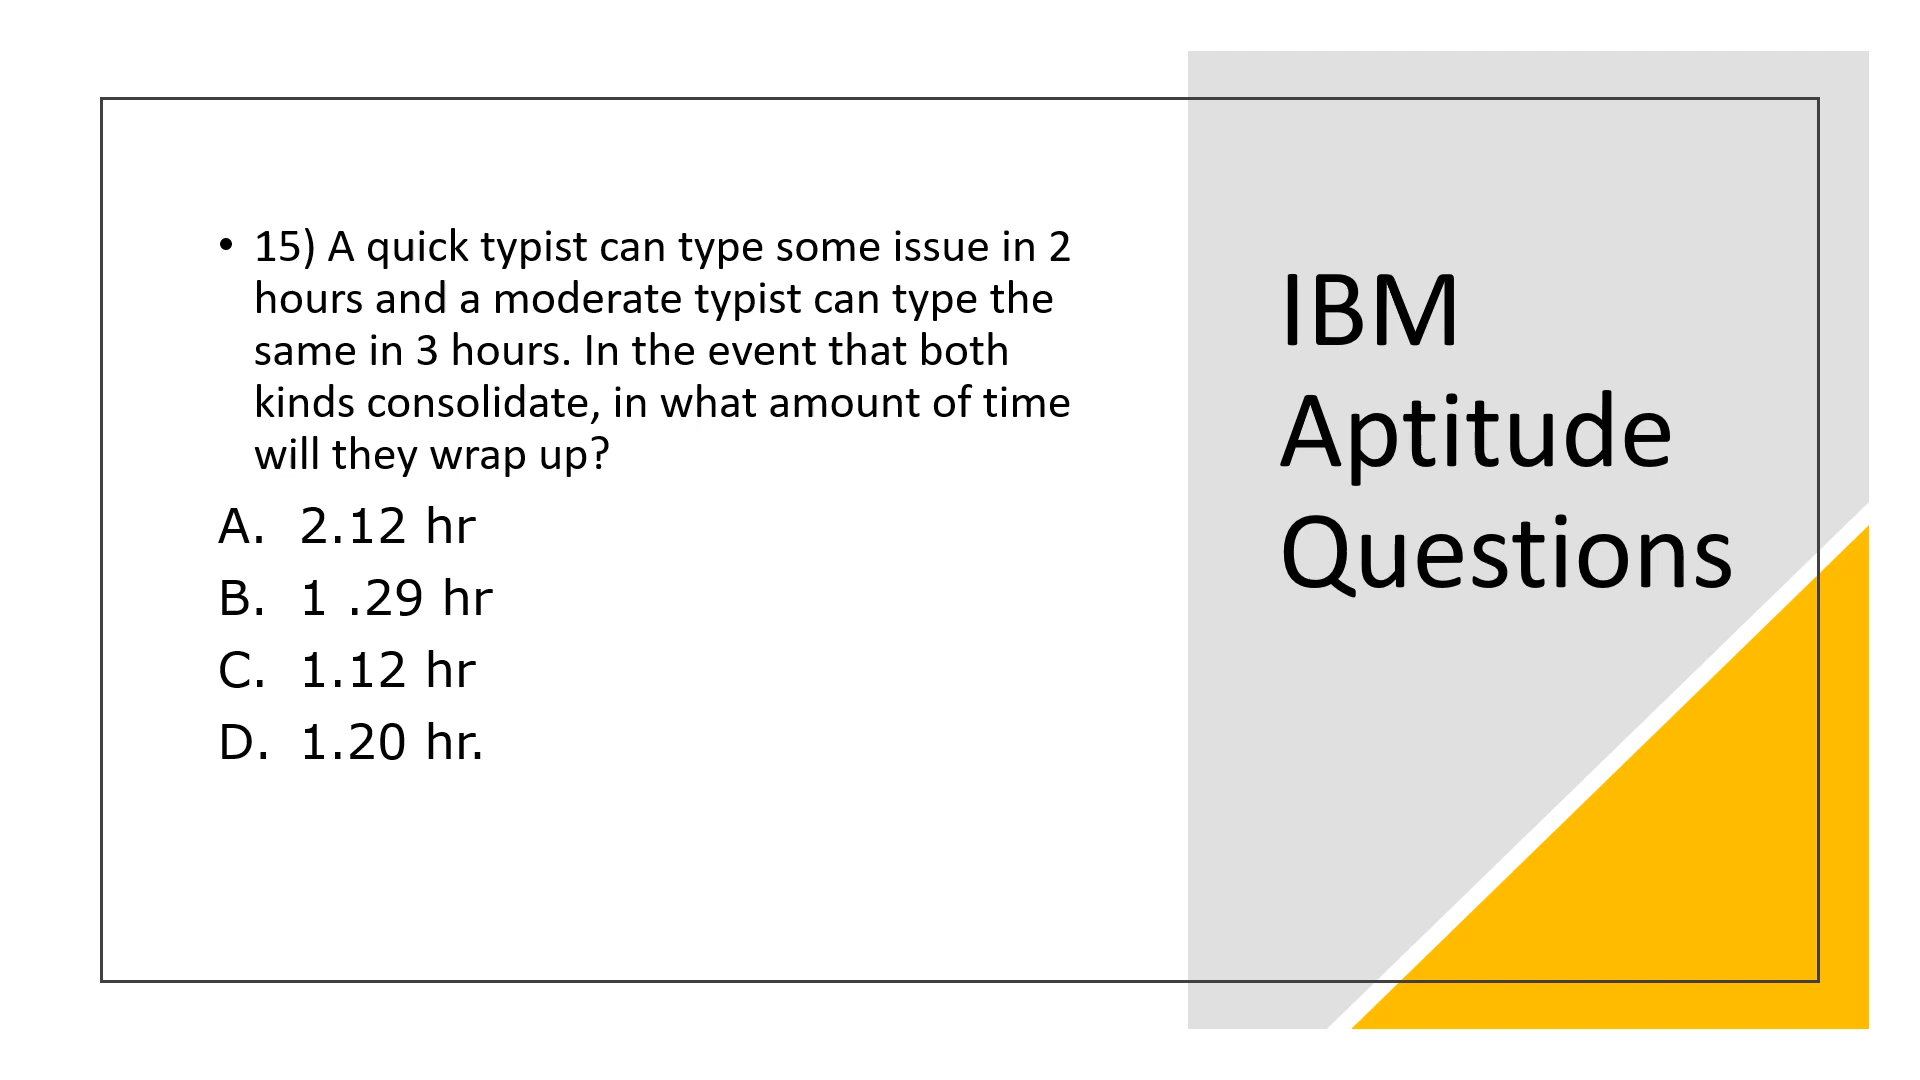 • 15) A quick typist can type some issue in 2
hours and a moderate typist can type the
same in 3 hours. In the event that both
kinds consolidate, in what amount of time
will they wrap up?
A. 2.12 hr
B. 1 .29 hr
C. 1.12 hr
D. 1.20 hr.
IBM
Aptitude
Questions